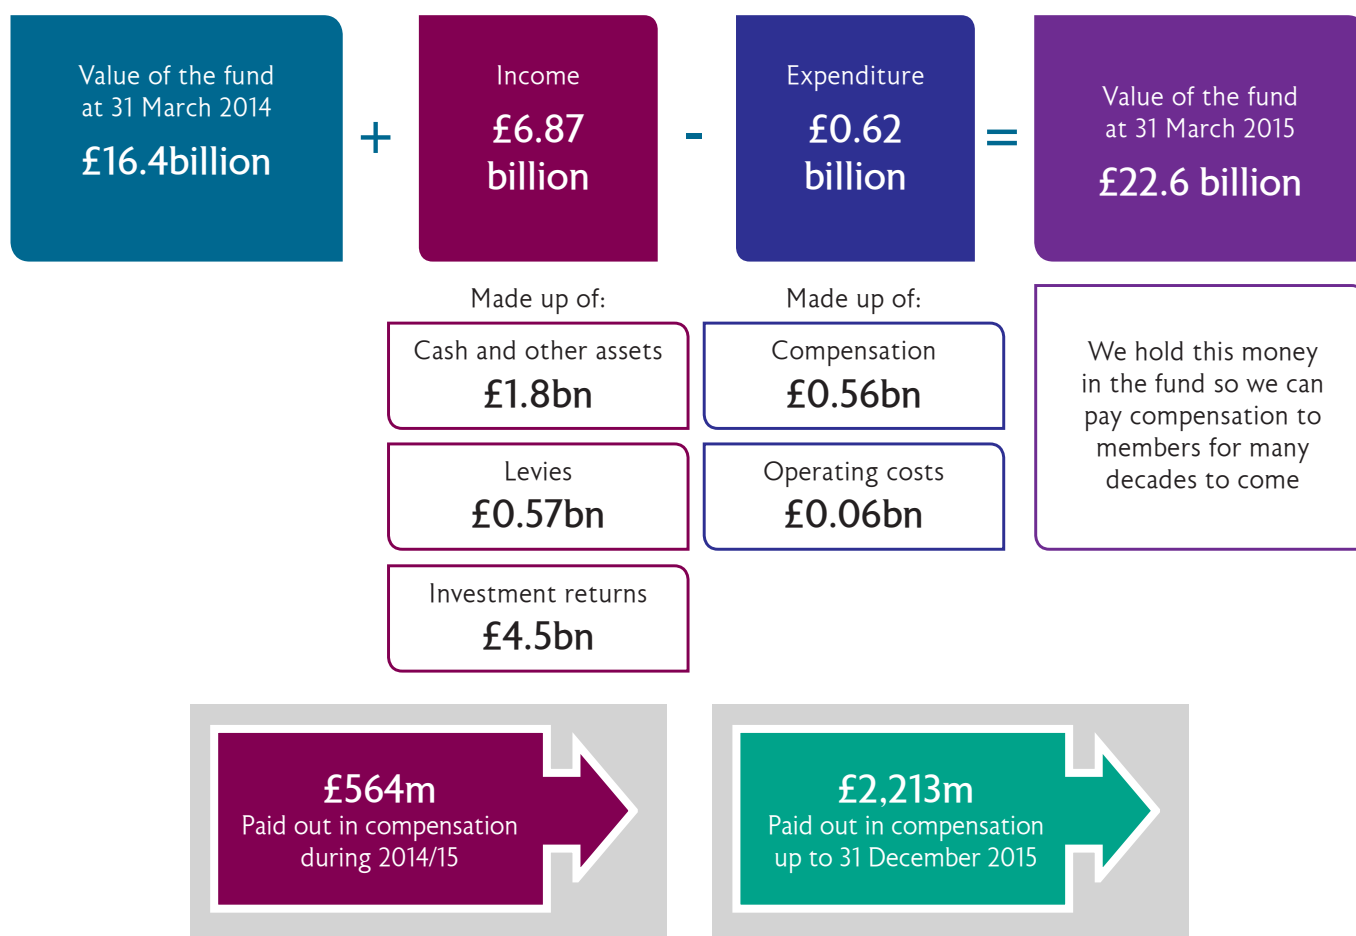 Value of the fund
at 31 March 2014
£16.4billion
+
Income
£6.87
billion
-
Expenditure
£0.62
billion
=
Value of the fund
at 31 March 2015
£22.6 billion
Made up of:
Cash and other assets
£1.8bn
Levies
£0.57bn
Investment returns
£4.5bn
Made up of:
Compensation
£0.56bn
Operating costs
£0.06bn
We hold this money
in the fund so we can
pay compensation to
members for many
decades to come
£564m
Paid out in compensation
during 2014/15
£2,213m
Paid out in compensation
up to 31 December 2015